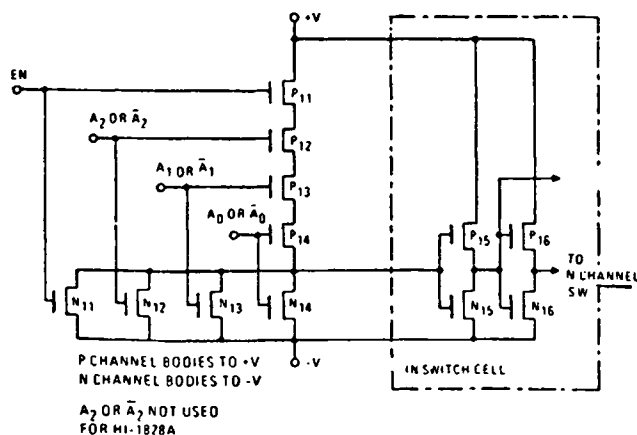 +V
EN
P11
A2 OR Ā2
P12
A1 OR Ā1
P13
A0 OR Ā0
P14
P15
P16
TO
N CHANNEL
SW
N11
N12
N13
N14
N15
N16
P CHANNEL BODIES TO +V
N CHANNEL BODIES TO -V
-V
IN SWITCH CELL
A2 OR Ā2 NOT USED
FOR HI-1828A